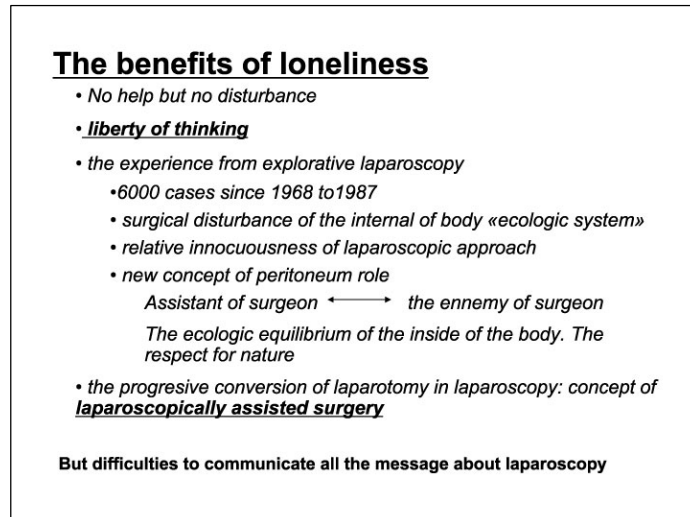 The benefits of loneliness
• No help but no disturbance
• liberty of thinking
• the experience from explorative laparoscopy
•6000 cases since 1968 to1987
• surgical disturbance of the internal of body «ecologic system»
• relative innocuousness of laparoscopic approach
• new concept of peritoneum role
Assistant of surgeon ⟷ the ennemy of surgeon
The ecologic equilibrium of the inside of the body. The
respect for nature
• the progresive conversion of laparotomy in laparoscopy: concept of
laparoscopically assisted surgery
But difficulties to communicate all the message about laparoscopy